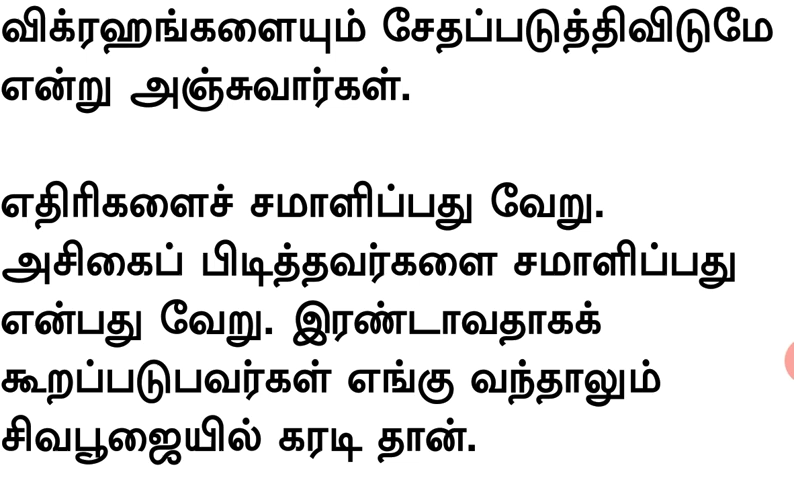 விக்ரஹங்களையும் சேதப்படுத்திவிடுமே
என்று அஞ்சுவார்கள்.
எதிரிகளைச் சமாளிப்பது வேறு.
அசிகைப் பிடித்தவர்களை சமாளிப்பது
என்பது வேறு. இரண்டாவதாகக்
கூறப்படுபவர்கள் எங்கு வந்தாலும்
சிவபூஜையில் கரடி தான்.